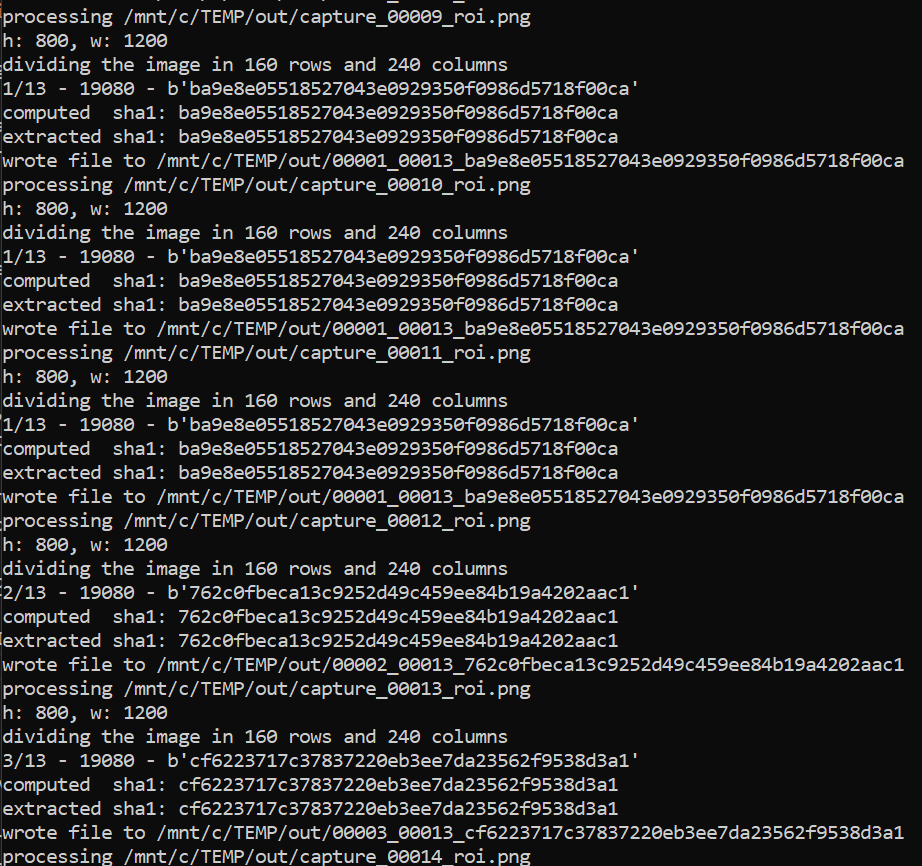 processing /mnt/c/TEMP/out/capture_00009_roi.png
h: 800, w: 1200
dividing the image in 160 rows and 240 columns
1/13 - 19080 - b'ba9e8e05518527043e0929350f0986d5718f00ca'
computed  sha1: ba9e8e05518527043e0929350f0986d5718f00ca
extracted sha1: ba9e8e05518527043e0929350f0986d5718f00ca
wrote file to /mnt/c/TEMP/out/00001_00013_ba9e8e05518527043e0929350f0986d5718f00ca
processing /mnt/c/TEMP/out/capture_00010_roi.png
h: 800, w: 1200
dividing the image in 160 rows and 240 columns
1/13 - 19080 - b'ba9e8e05518527043e0929350f0986d5718f00ca'
computed  sha1: ba9e8e05518527043e0929350f0986d5718f00ca
extracted sha1: ba9e8e05518527043e0929350f0986d5718f00ca
wrote file to /mnt/c/TEMP/out/00001_00013_ba9e8e05518527043e0929350f0986d5718f00ca
processing /mnt/c/TEMP/out/capture_00011_roi.png
h: 800, w: 1200
dividing the image in 160 rows and 240 columns
1/13 - 19080 - b'ba9e8e05518527043e0929350f0986d5718f00ca'
computed  sha1: ba9e8e05518527043e0929350f0986d5718f00ca
extracted sha1: ba9e8e05518527043e0929350f0986d5718f00ca
wrote file to /mnt/c/TEMP/out/00001_00013_ba9e8e05518527043e0929350f0986d5718f00ca
processing /mnt/c/TEMP/out/capture_00012_roi.png
h: 800, w: 1200
dividing the image in 160 rows and 240 columns
2/13 - 19080 - b'762c0fbeca13c9252d49c459ee84b19a4202aac1'
computed  sha1: 762c0fbeca13c9252d49c459ee84b19a4202aac1
extracted sha1: 762c0fbeca13c9252d49c459ee84b19a4202aac1
wrote file to /mnt/c/TEMP/out/00002_00013_762c0fbeca13c9252d49c459ee84b19a4202aac1
processing /mnt/c/TEMP/out/capture_00013_roi.png
h: 800, w: 1200
dividing the image in 160 rows and 240 columns
3/13 - 19080 - b'cf6223717c37837220eb3ee7da23562f9538d3a1'
computed  sha1: cf6223717c37837220eb3ee7da23562f9538d3a1
extracted sha1: cf6223717c37837220eb3ee7da23562f9538d3a1
wrote file to /mnt/c/TEMP/out/00003_00013_cf6223717c37837220eb3ee7da23562f9538d3a1
processing /mnt/c/TEMP/out/capture_00014_roi.png